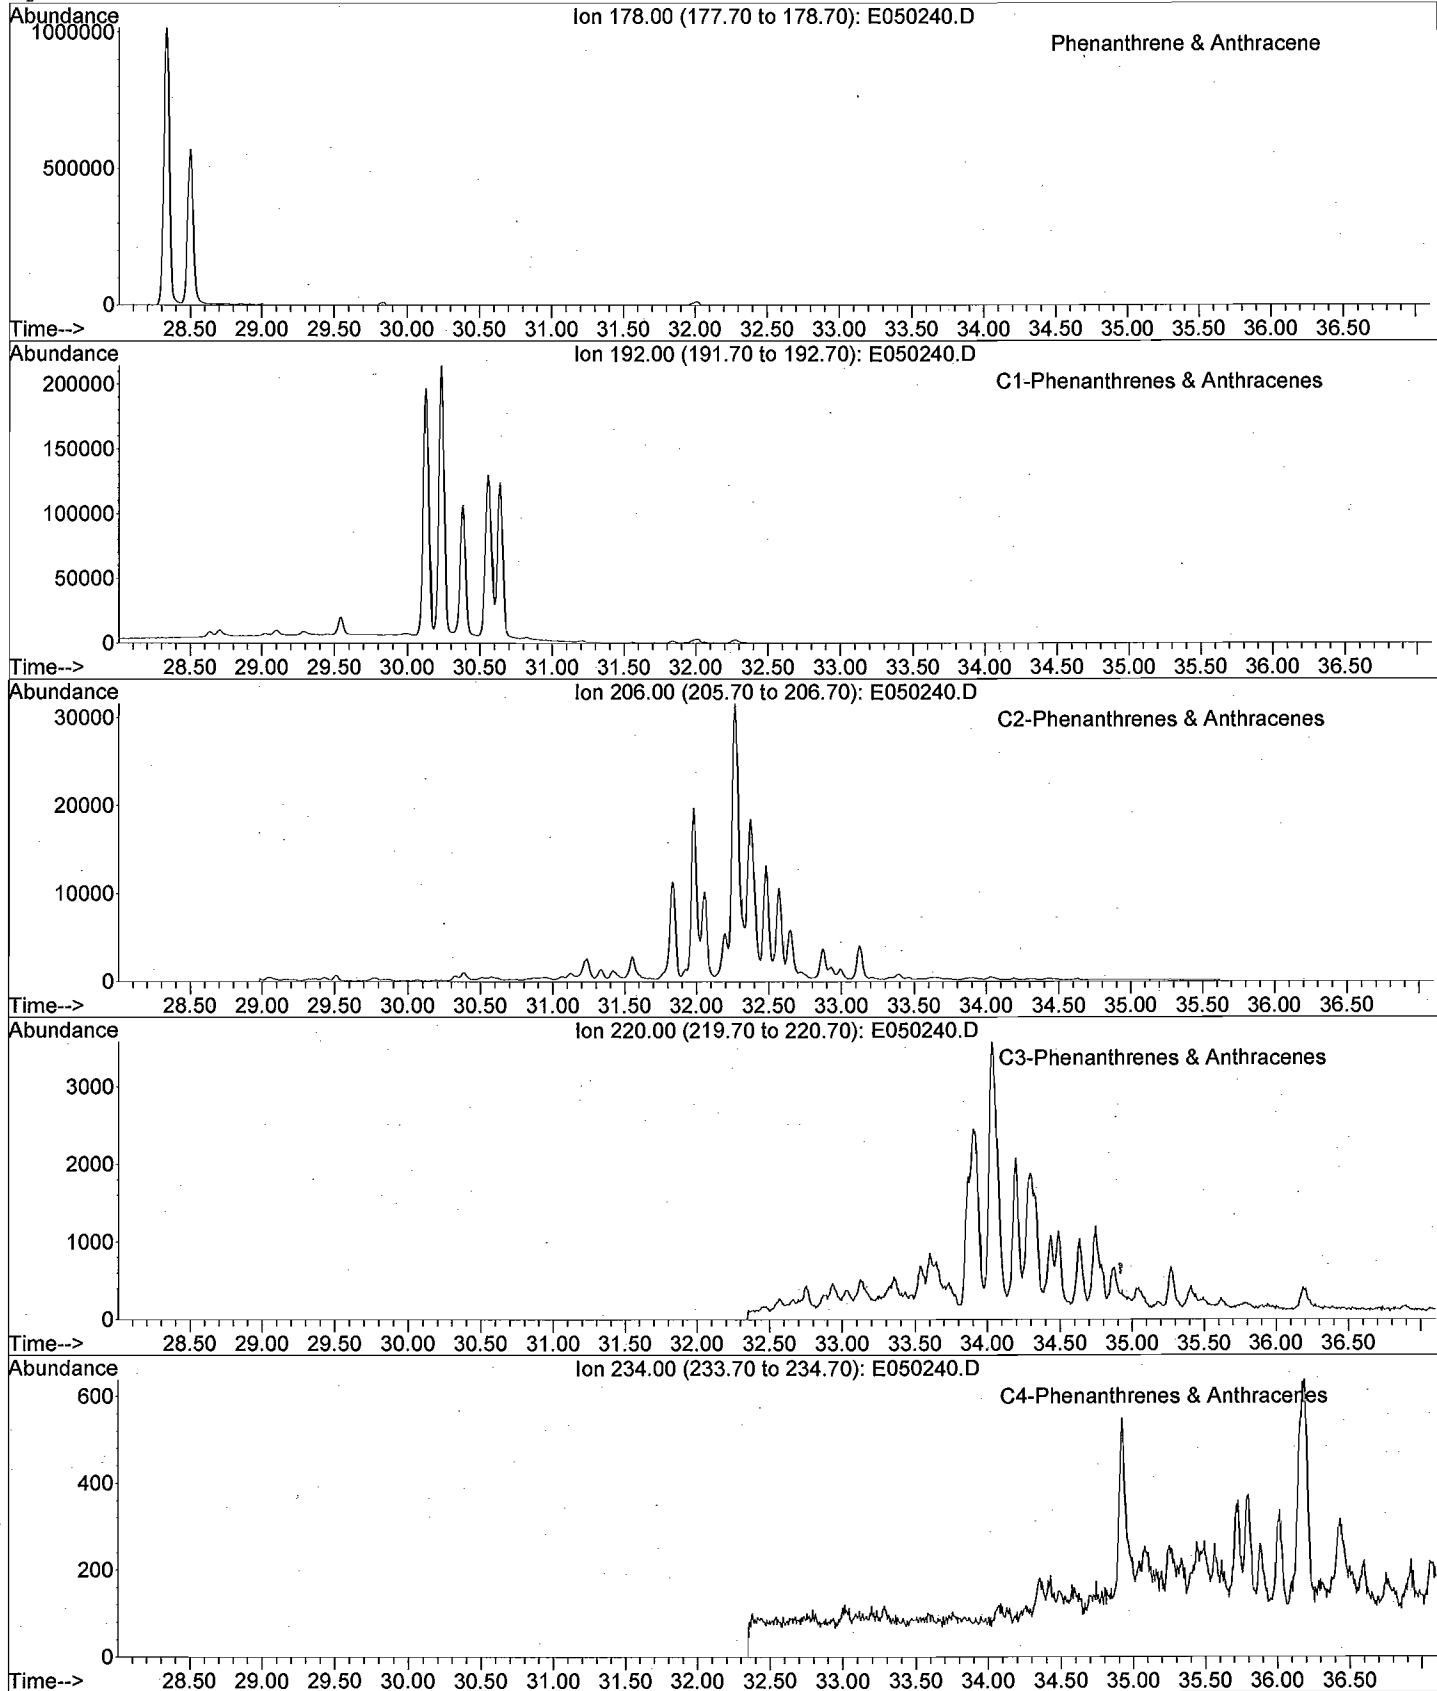 Abundance
Ion 178.00 (177.70 to 178.70): E050240.D
Phenanthrene & Anthracene
1000000
500000
0
28.50 29.00 29.50 30.00 30.50 31.00 31.50 32.00 32.50 33.00 33.50 34.00 34.50 35.00 35.50 36.00 36.50
Time-->
Abundance
Ion 192.00 (191.70 to 192.70): E050240.D
C1-Phenanthrenes & Anthracenes
200000
150000
100000
50000
0
28.50 29.00 29.50 30.00 30.50 31.00 31.50 32.00 32.50 33.00 33.50 34.00 34.50 35.00 35.50 36.00 36.50
Time-->
Abundance
Ion 206.00 (205.70 to 206.70): E050240.D
C2-Phenanthrenes & Anthracenes
30000
20000
10000
0
28.50 29.00 29.50 30.00 30.50 31.00 31.50 32.00 32.50 33.00 33.50 34.00 34.50 35.00 35.50 36.00 36.50
Time-->
Abundance
Ion 220.00 (219.70 to 220.70): E050240.D
C3-Phenanthrenes & Anthracenes
3000
2000
1000
0
28.50 29.00 29.50 30.00 30.50 31.00 31.50 32.00 32.50 33.00 33.50 34.00 34.50 35.00 35.50 36.00 36.50
Time-->
Abundance
Ion 234.00 (233.70 to 234.70): E050240.D
C4-Phenanthrenes & Anthracenes
600
400
200
0
28.50 29.00 29.50 30.00 30.50 31.00 31.50 32.00 32.50 33.00 33.50 34.00 34.50 35.00 35.50 36.00 36.50
Time-->